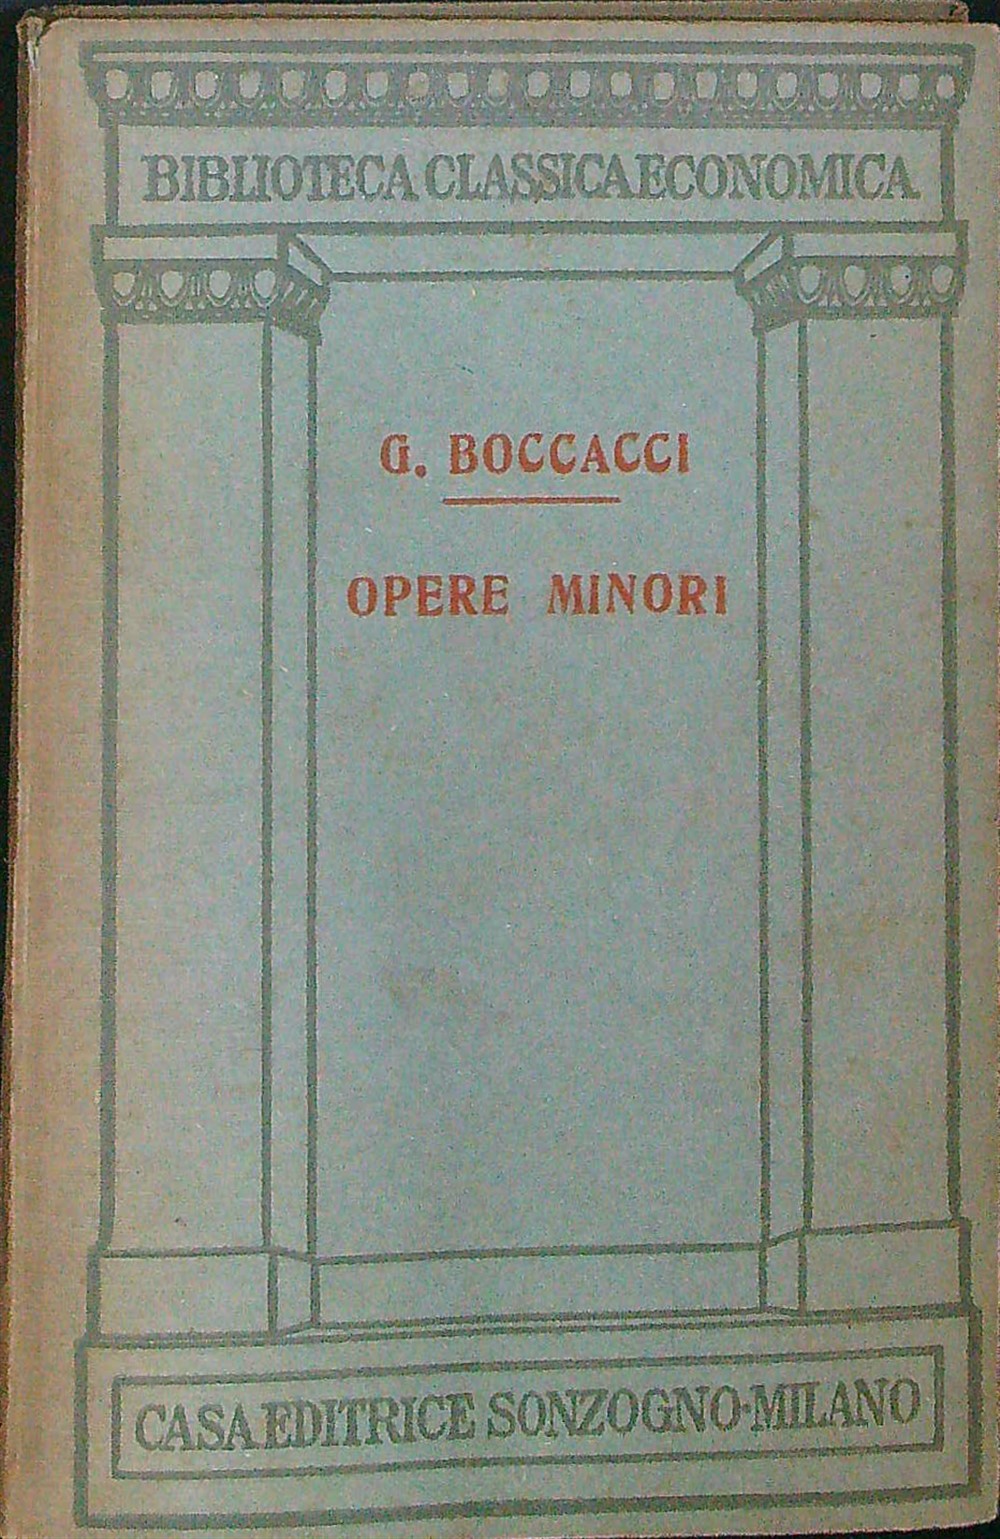 BIBLIOTECA CLASSICA ECONOMICA
G. BOCCACCI
OPERE MINORI
CASA EDITRICE SONZOGNO·MILANO